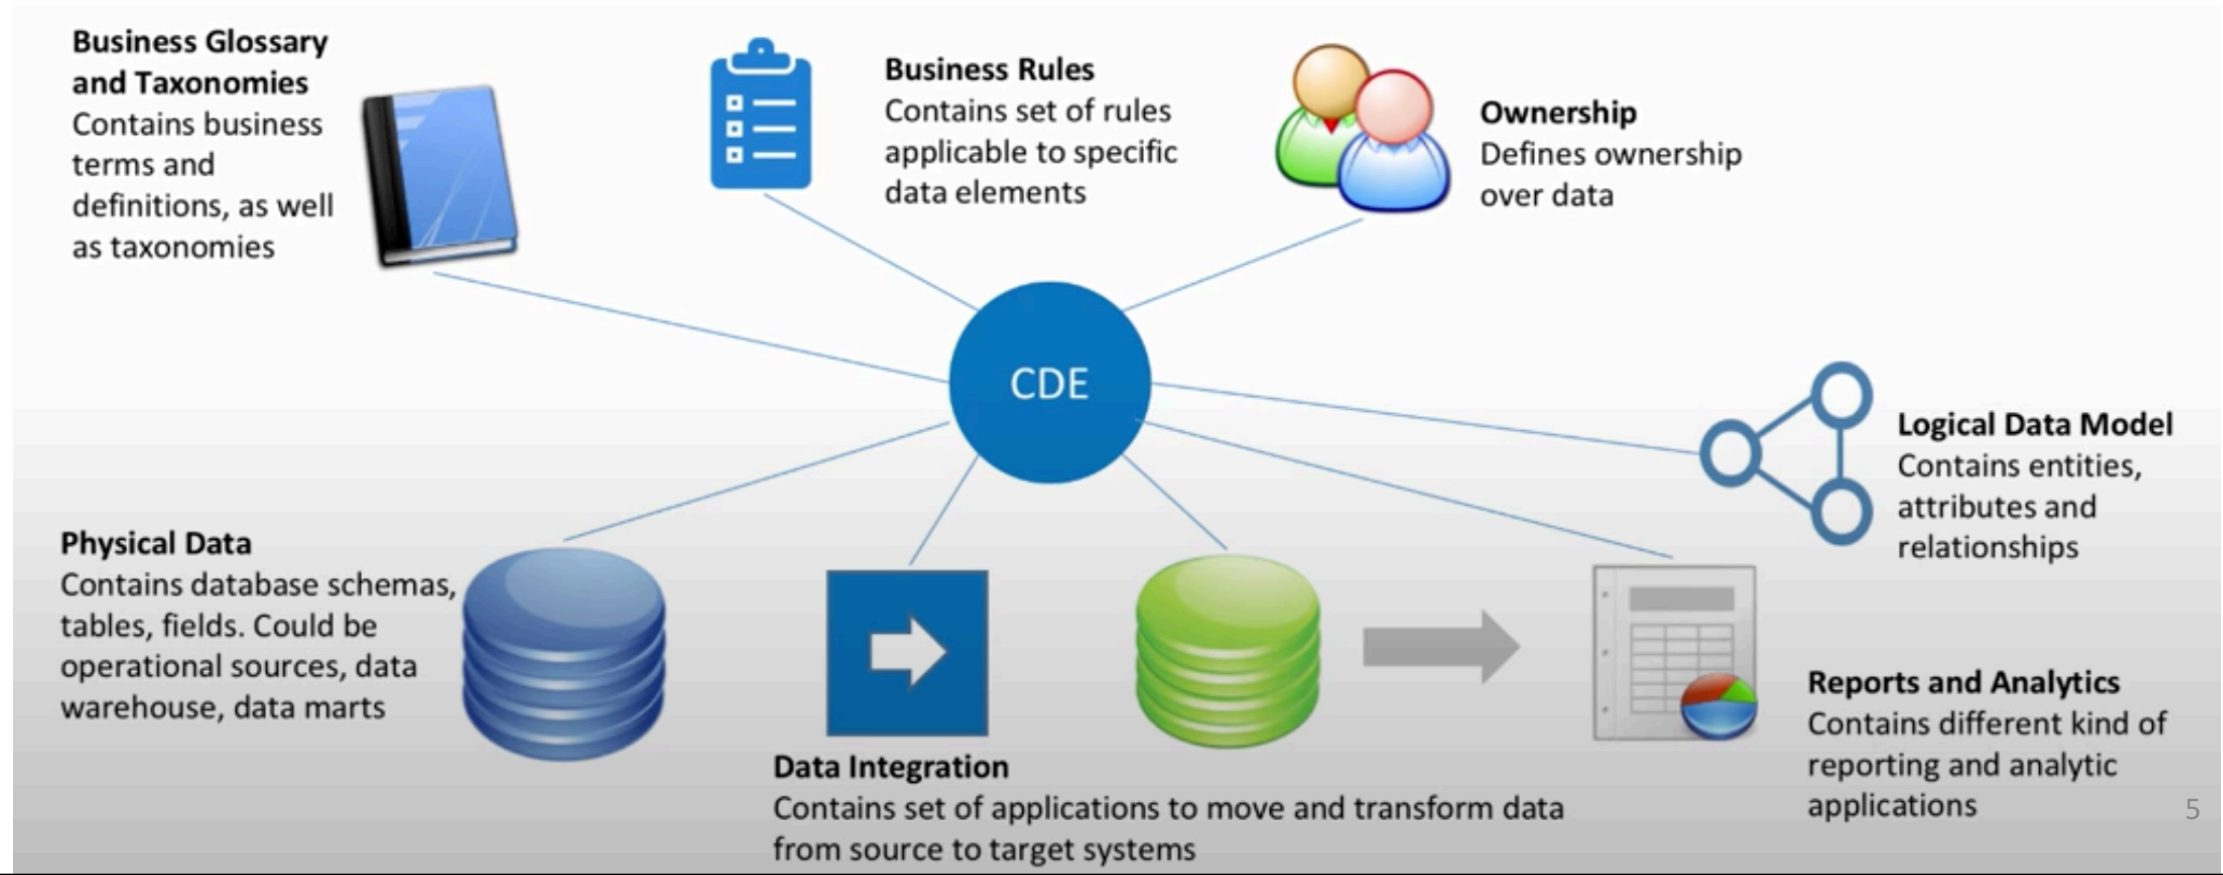 Business Glossary
and Taxonomies
Contains business
terms and
definitions, as well
as taxonomies
Business Rules
Contains set of rules
applicable to specific
data elements
Ownership
Defines ownership
over data
CDE
Logical Data Model
Contains entities,
attributes and
relationships
Physical Data
Contains database schemas,
tables, fields. Could be
operational sources, data
warehouse, data marts
Data Integration
Contains set of applications to move and transform data
from source to target systems
Reports and Analytics
Contains different kind of
reporting and analytic
applications
5